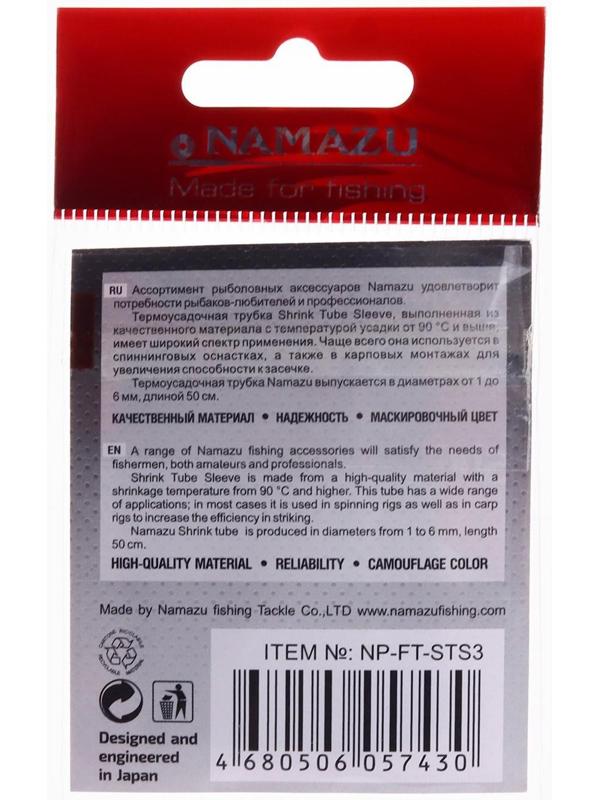 NAMAZU
Made for fishing
RU Ассортимент рыболовных аксессуаров Namazu удовлетворит
потребности рыбаков-любителей и профессионалов.
Термоусадочная трубка Shrink Tube Sleeve, выполненная из
качественного материала с температурой усадки от 90 °C и выше,
имеет широкий спектр применения. Чаще всего она используется в
спиннинговых оснастках, а также в карповых монтажах для
увеличения способности к засечке.
Термоусадочная трубка Namazu выпускается в диаметрах от 1 до
6 мм, длиной 50 см.
КАЧЕСТВЕННЫЙ МАТЕРИАЛ • НАДЕЖНОСТЬ • МАСКИРОВОЧНЫЙ ЦВЕТ
EN A range of Namazu fishing accessories will satisfy the needs of
fishermen, both amateurs and professionals.
Shrink Tube Sleeve is made from a high-quality material with a
shrinkage temperature from 90 °C and higher. This tube has a wide range
of applications; in most cases it is used in spinning rigs as well as in carp
rigs to increase the efficiency in striking.
Namazu Shrink tube is produced in diameters from 1 to 6 mm, length
50 cm.
HIGH-QUALITY MATERIAL • RELIABILITY • CAMOUFLAGE COLOR
Made by Namazu fishing Tackle Co.,LTD www.namazufishing.com
CARTONS RECYCLABLE
RECYCLABLE CARTONS
ITEM №: NP-FT-STS3
Designed and
engineered
in Japan
4 680506 057430